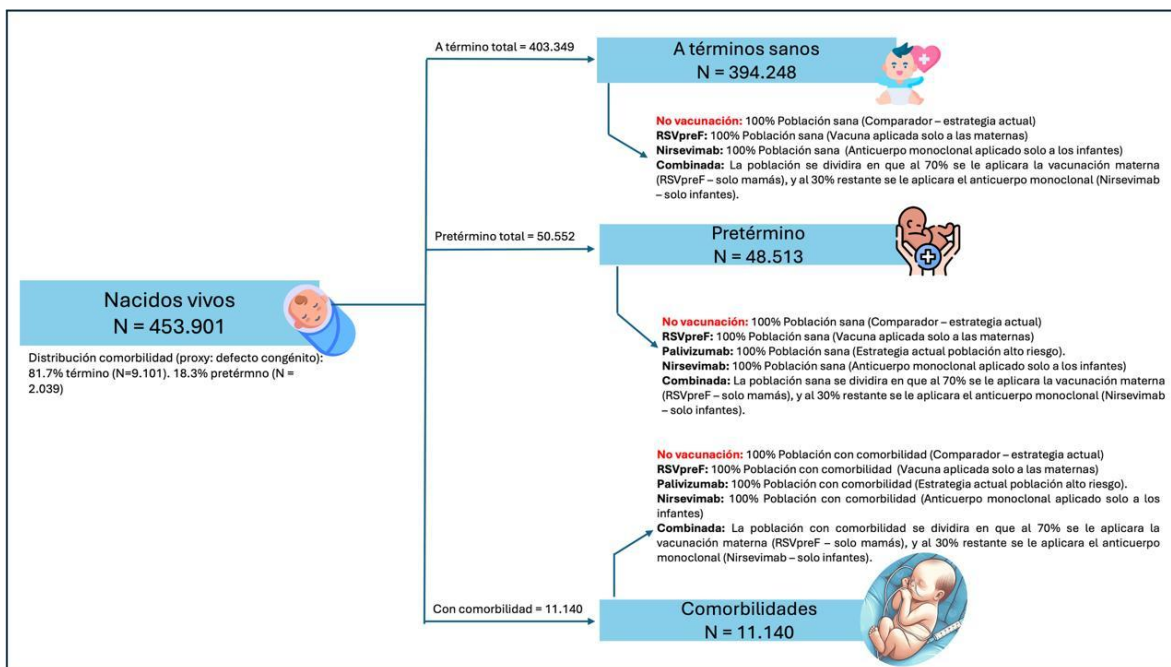 A término total = 403.349
A términos sanos
N = 394.248
No vacunación: 100% Población sana (Comparador – estrategia actual)
RSVpreF: 100% Población sana (Vacuna aplicada solo a las maternas)
Nirsevimab: 100% Población sana (Anticuerpo monoclonal aplicado solo a los infantes)
Combinada: La población se dividira en que al 70% se le aplicara la vacunación materna
(RSVpreF – solo mamás), y al 30% restante se le aplicara el anticuerpo monoclonal (Nirsevimab
– solo infantes).
Pretérmino total = 50.552
Pretérmino
N = 48.513
Nacidos vivos
N = 453.901
Distribución comorbilidad (proxy: defecto congénito):
81.7% término (N=9.101). 18.3% pretérmno (N =
2.039)
No vacunación: 100% Población sana (Comparador – estrategia actual)
RSVpreF: 100% Población sana (Vacuna aplicada solo a las maternas)
Palivizumab: 100% Población sana (Estrategia actual población alto riesgo).
Nirsevimab: 100% Población sana (Anticuerpo monoclonal aplicado solo a los infantes)
Combinada: La población sana se dividira en que al 70% se le aplicara la vacunación materna
(RSVpreF – solo mamás), y al 30% restante se le aplicara el anticuerpo monoclonal (Nirsevimab
– solo infantes).
No vacunación: 100% Población con comorbilidad (Comparador – estrategia actual)
RSVpreF: 100% Población con comorbilidad (Vacuna aplicada solo a las maternas)
Palivizumab: 100% Población con comorbilidad (Estrategia actual población alto riesgo).
Nirsevimab: 100% Población con comorbilidad (Anticuerpo monoclonal aplicado solo a los
infantes)
Combinada: La población con comorbilidad se dividira en que al 70% se le aplicara la
vacunación materna (RSVpreF – solo mamás), y al 30% restante se le aplicara el anticuerpo
monoclonal (Nirsevimab – solo infantes).
Con comorbilidad = 11.140
Comorbilidades
N = 11.140